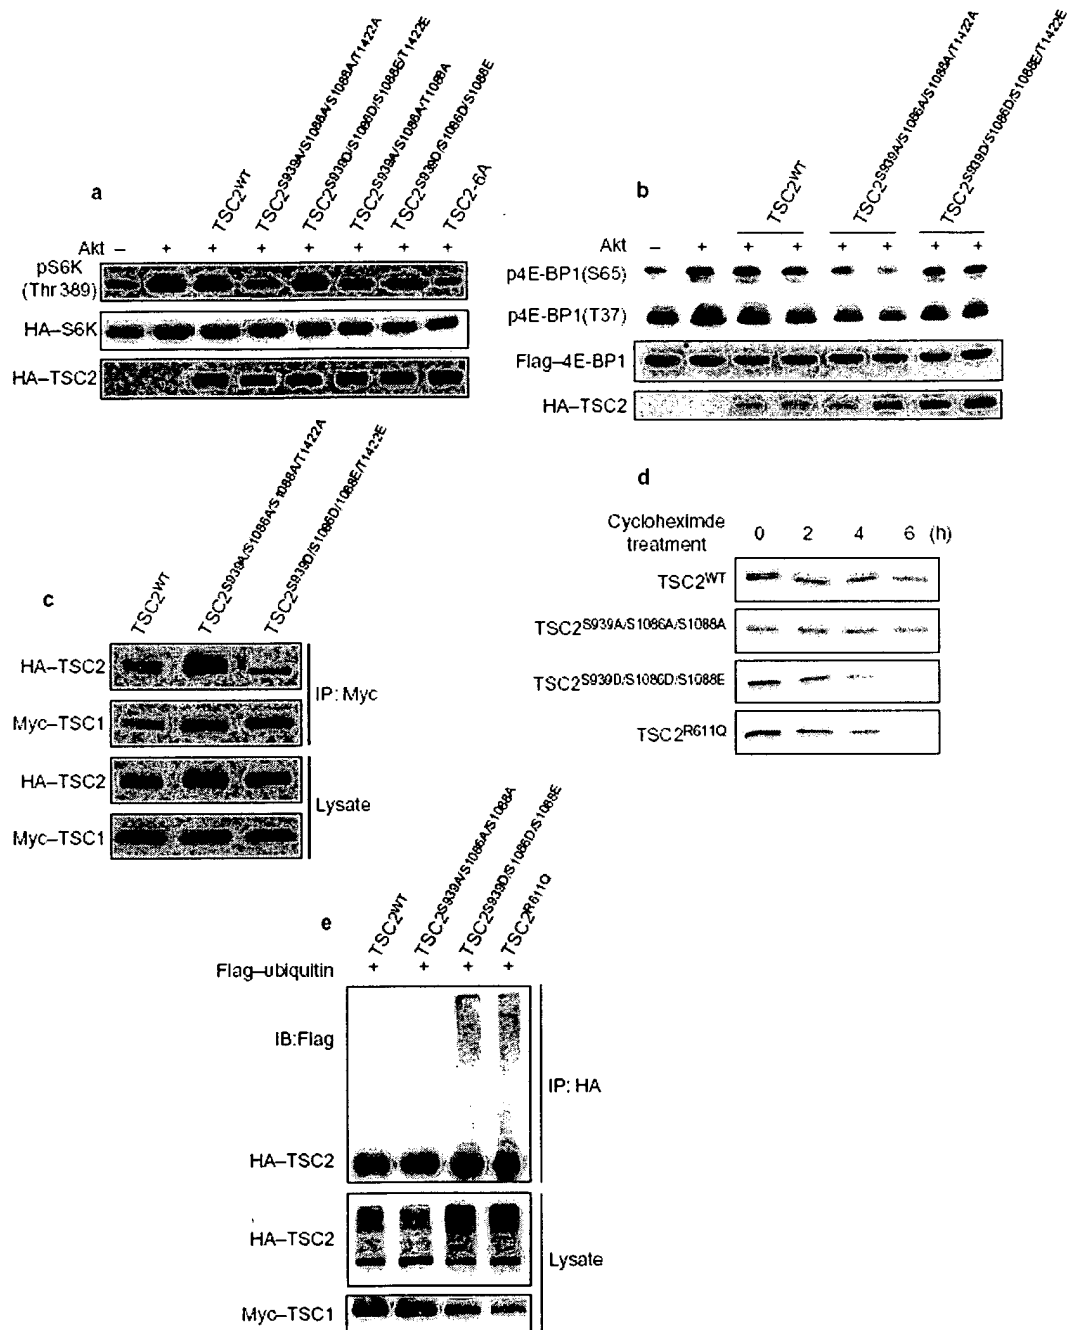 a
TSC2WT
TSC2S939A/S1086A/S1088A/T1422A
TSC2S939D/S1086D/S1088E/T1422E
TSC2S939A/S1086A/T1088A
TSC2S939D/S1086D/S1088E
TSC2-6A
Akt – + + + + + + +
pS6K
(Thr 389)
HA–S6K
HA–TSC2
b
TSC2WT
TSC2S939A/S1086A/S1088A/T1422A
TSC2S939D/S1086D/S1088E/T1422E
Akt – + + + + + + +
p4E-BP1(S65)
p4E-BP1(T37)
Flag–4E-BP1
HA–TSC2
c
TSC2WT
TSC2S939A/S1086A/S1088A/T1422A
TSC2S939D/S1086D/1088E/T1422E
HA–TSC2
Myc–TSC1
IP: Myc
HA–TSC2
Myc–TSC1
Lysate
d
Cycloheximde
treatment
0 2 4 6 (h)
TSC2WT
TSC2S939A/S1086A/S1088A
TSC2S939D/S1086D/S1088E
TSC2R611Q
e
TSC2WT
TSC2S939A/S1086A/S1088A
TSC2S939D/S1086D/S1088E
TSC2R611Q
Flag–ubiquitin + + + +
IB:Flag
HA–TSC2
IP: HA
HA–TSC2
Myc–TSC1
Lysate